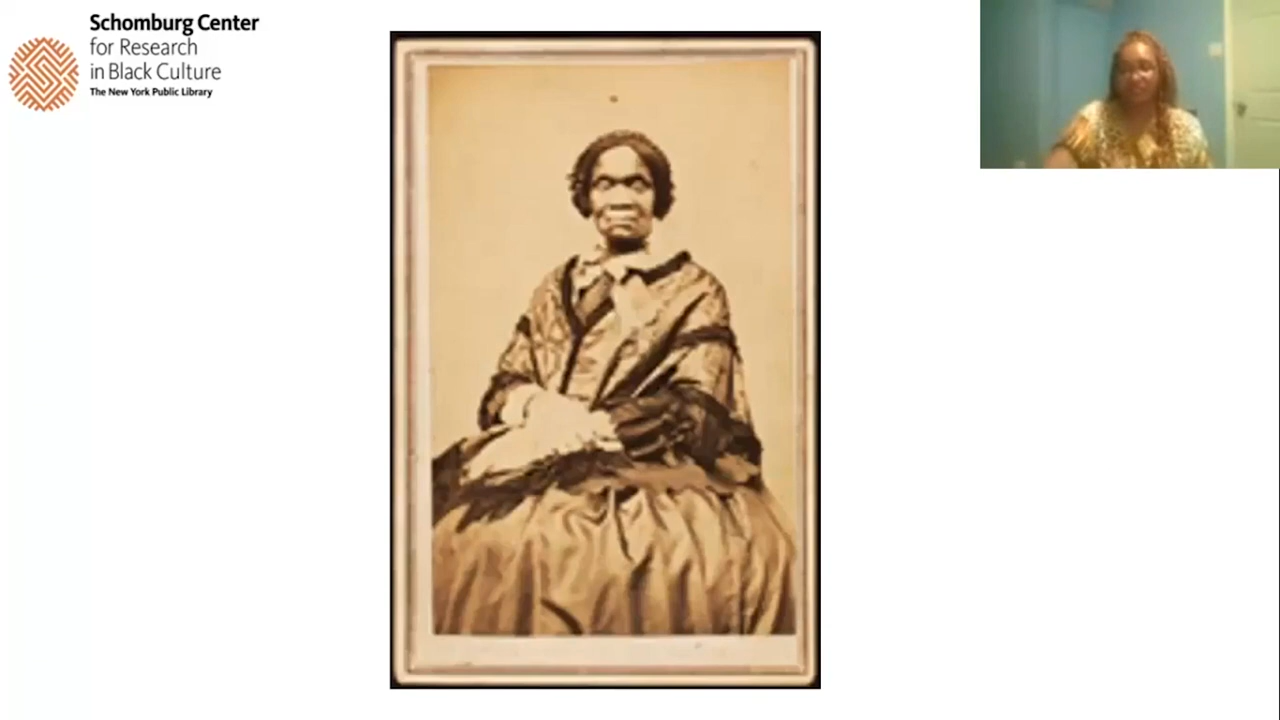 Schomburg Center
for Research
in Black Culture
The New York Public Library